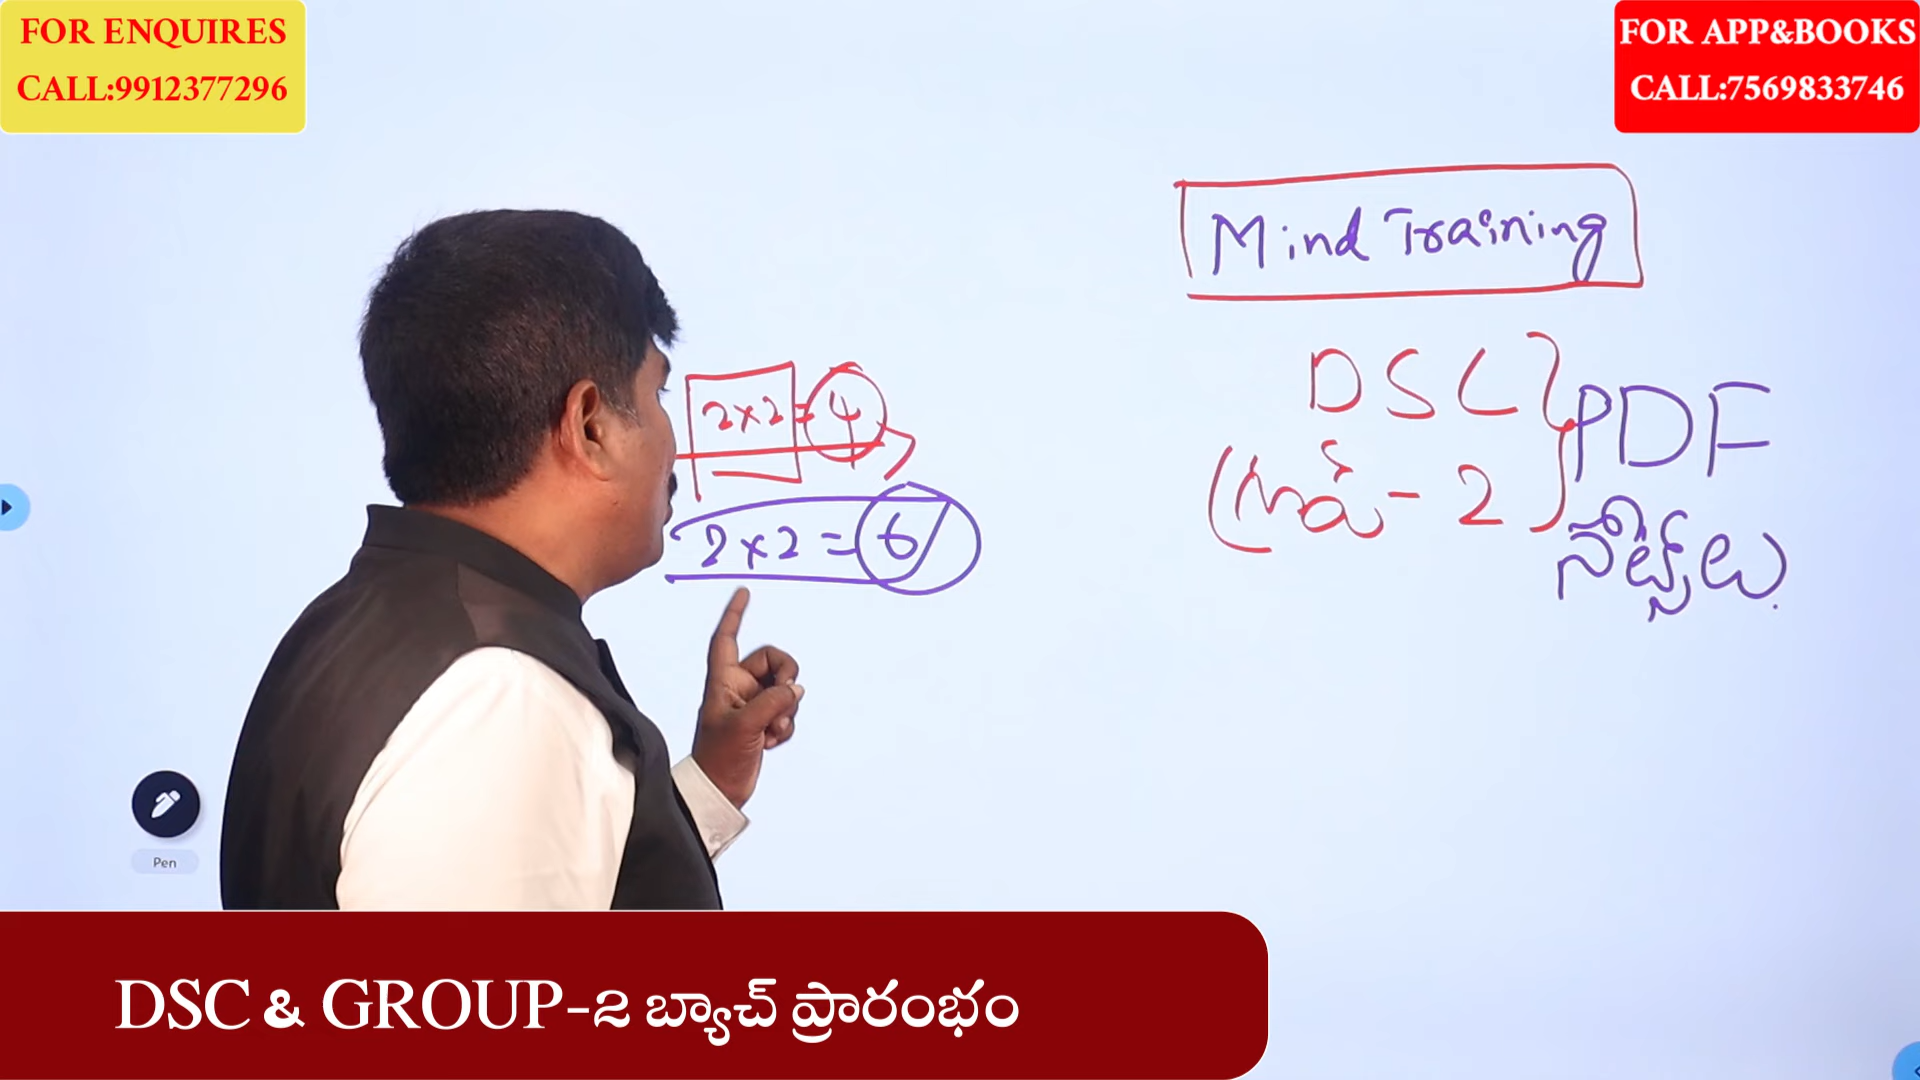 FOR ENQUIRES
CALL:9912377296
FOR APP&BOOKS
CALL:7569833746
Mind Training
2x2=4
2x2=6
DSC
గ్రూప్-2
PDF
నోట్స్‌లు
Pen
DSC & GROUP-2 బ్యాచ్ ప్రారంభం